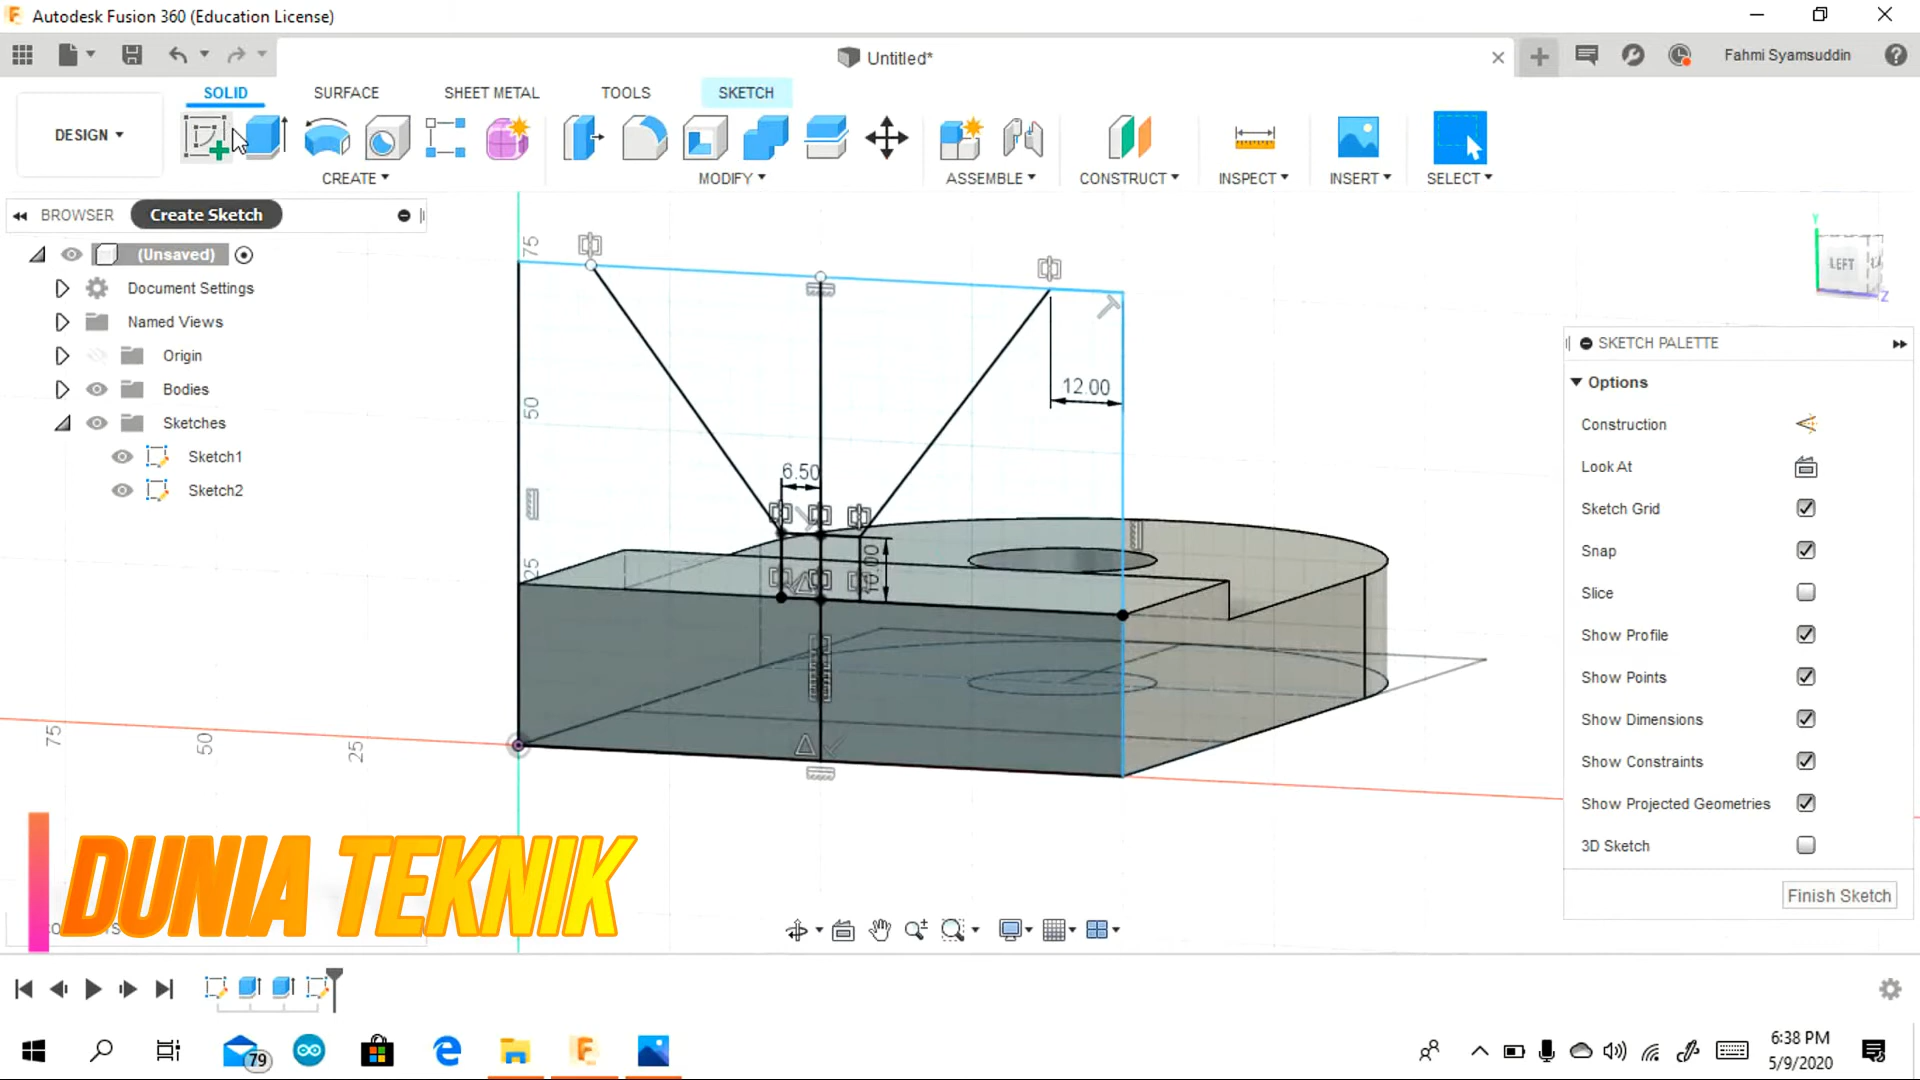 Autodesk Fusion 360 (Education License)
Untitled*
Fahmi Syamsuddin
DESIGN
SOLID
SURFACE
SHEET METAL
TOOLS
SKETCH
CREATE
MODIFY
ASSEMBLE
CONSTRUCT
INSPECT
INSERT
SELECT
BROWSER
Create Sketch
(Unsaved)
Document Settings
Named Views
Origin
Bodies
Sketches
Sketch1
Sketch2
75
50
25
75
50
25
12.00
6.50
Y
LEFT
Z
SKETCH PALETTE
Options
Construction
Look At
Sketch Grid
Snap
Slice
Show Profile
Show Points
Show Dimensions
Show Constraints
Show Projected Geometries
3D Sketch
Finish Sketch
DUNIA TEKNIK
79
6:38 PM
5/9/2020